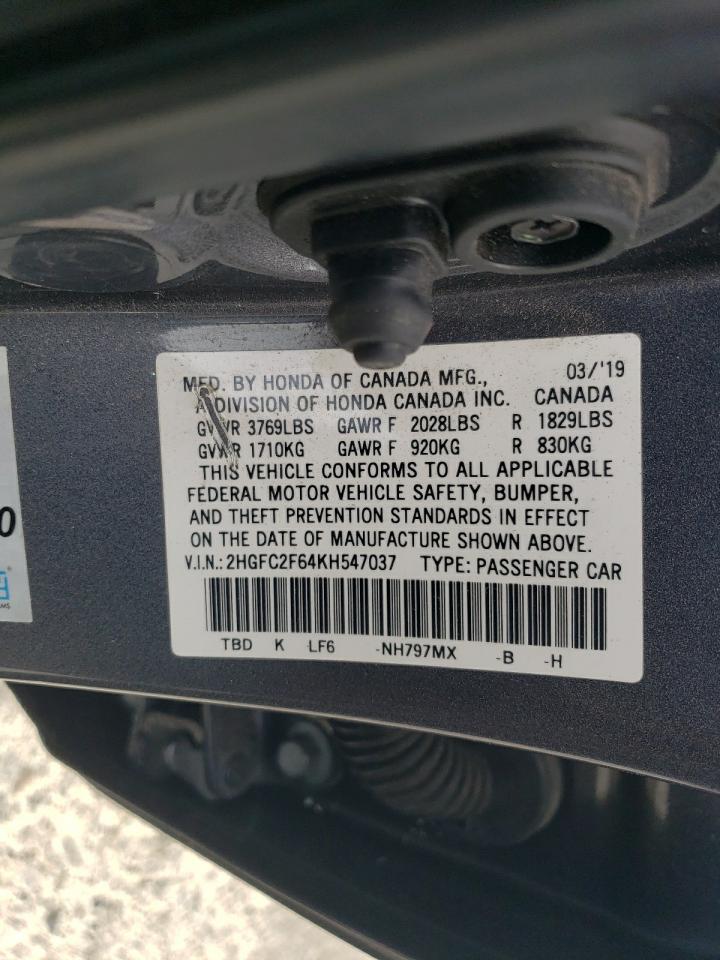 MFD. BY HONDA OF CANADA MFG., 03/'19
A DIVISION OF HONDA CANADA INC. CANADA
GVWR 3769LBS GAWR F 2028LBS R 1829LBS
GVWR 1710KG GAWR F 920KG R 830KG
THIS VEHICLE CONFORMS TO ALL APPLICABLE
FEDERAL MOTOR VEHICLE SAFETY, BUMPER,
AND THEFT PREVENTION STANDARDS IN EFFECT
ON THE DATE OF MANUFACTURE SHOWN ABOVE.
V.I.N.: 2HGFC2F64KH547037 TYPE: PASSENGER CAR
TBD K LF6 -NH797MX -B -H
0